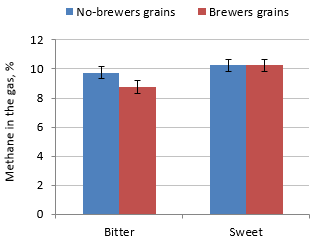 No-brewers grains Brewers grains
Methane in the gas, %
12
10
8
6
4
2
0
Bitter Sweet